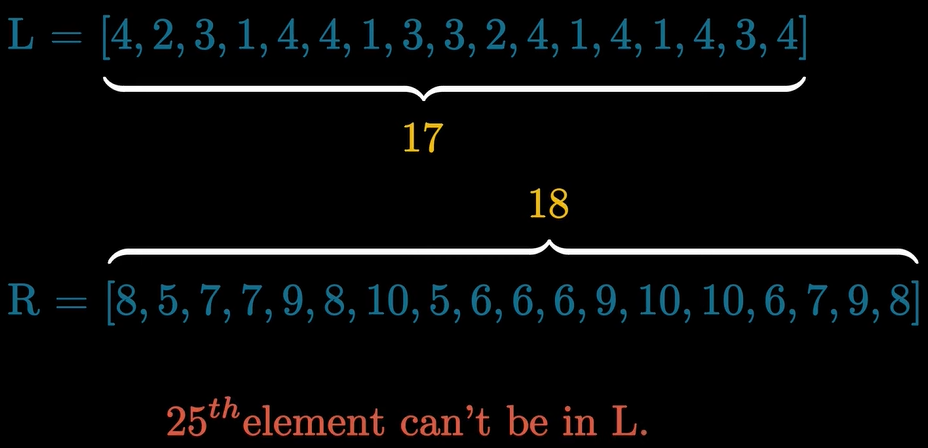 L = [4, 2, 3, 1, 4, 4, 1, 3, 3, 2, 4, 1, 4, 1, 4, 3, 4]
17
18
R = [8, 5, 7, 7, 9, 8, 10, 5, 6, 6, 6, 9, 10, 10, 6, 7, 9, 8]
25th element can't be in L.